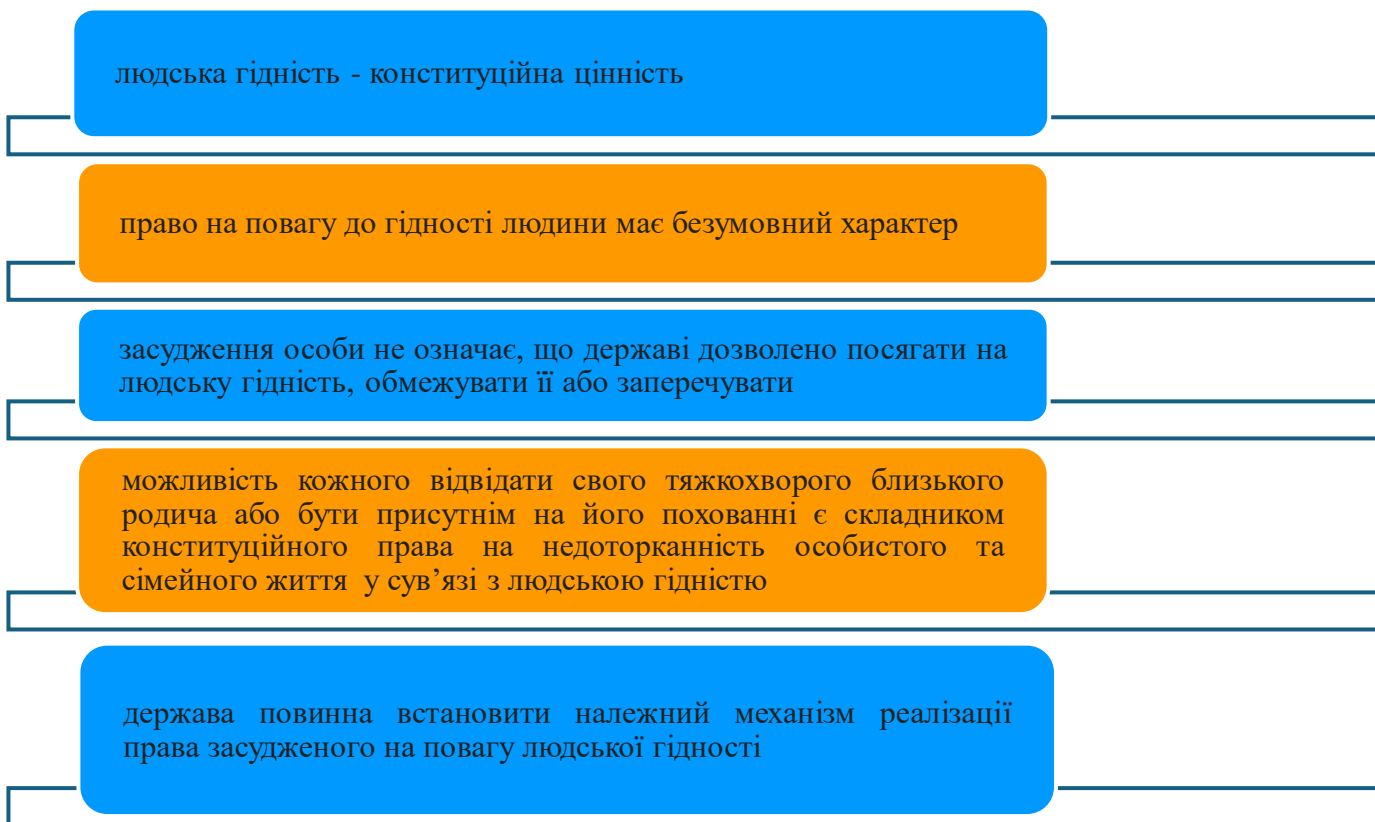 людська гідність - конституційна цінність
право на повагу до гідності людини має безумовний характер
засудження особи не означає, що державі дозволено посягати на
людську гідність, обмежувати її або заперечувати
можливість кожного відвідати свого тяжкохворого близького
родича або бути присутнім на його похованні є складником
конституційного права на недоторканність особистого та
сімейного життя у сув’язі з людською гідністю
держава повинна встановити належний механізм реалізації
права засудженого на повагу людської гідності